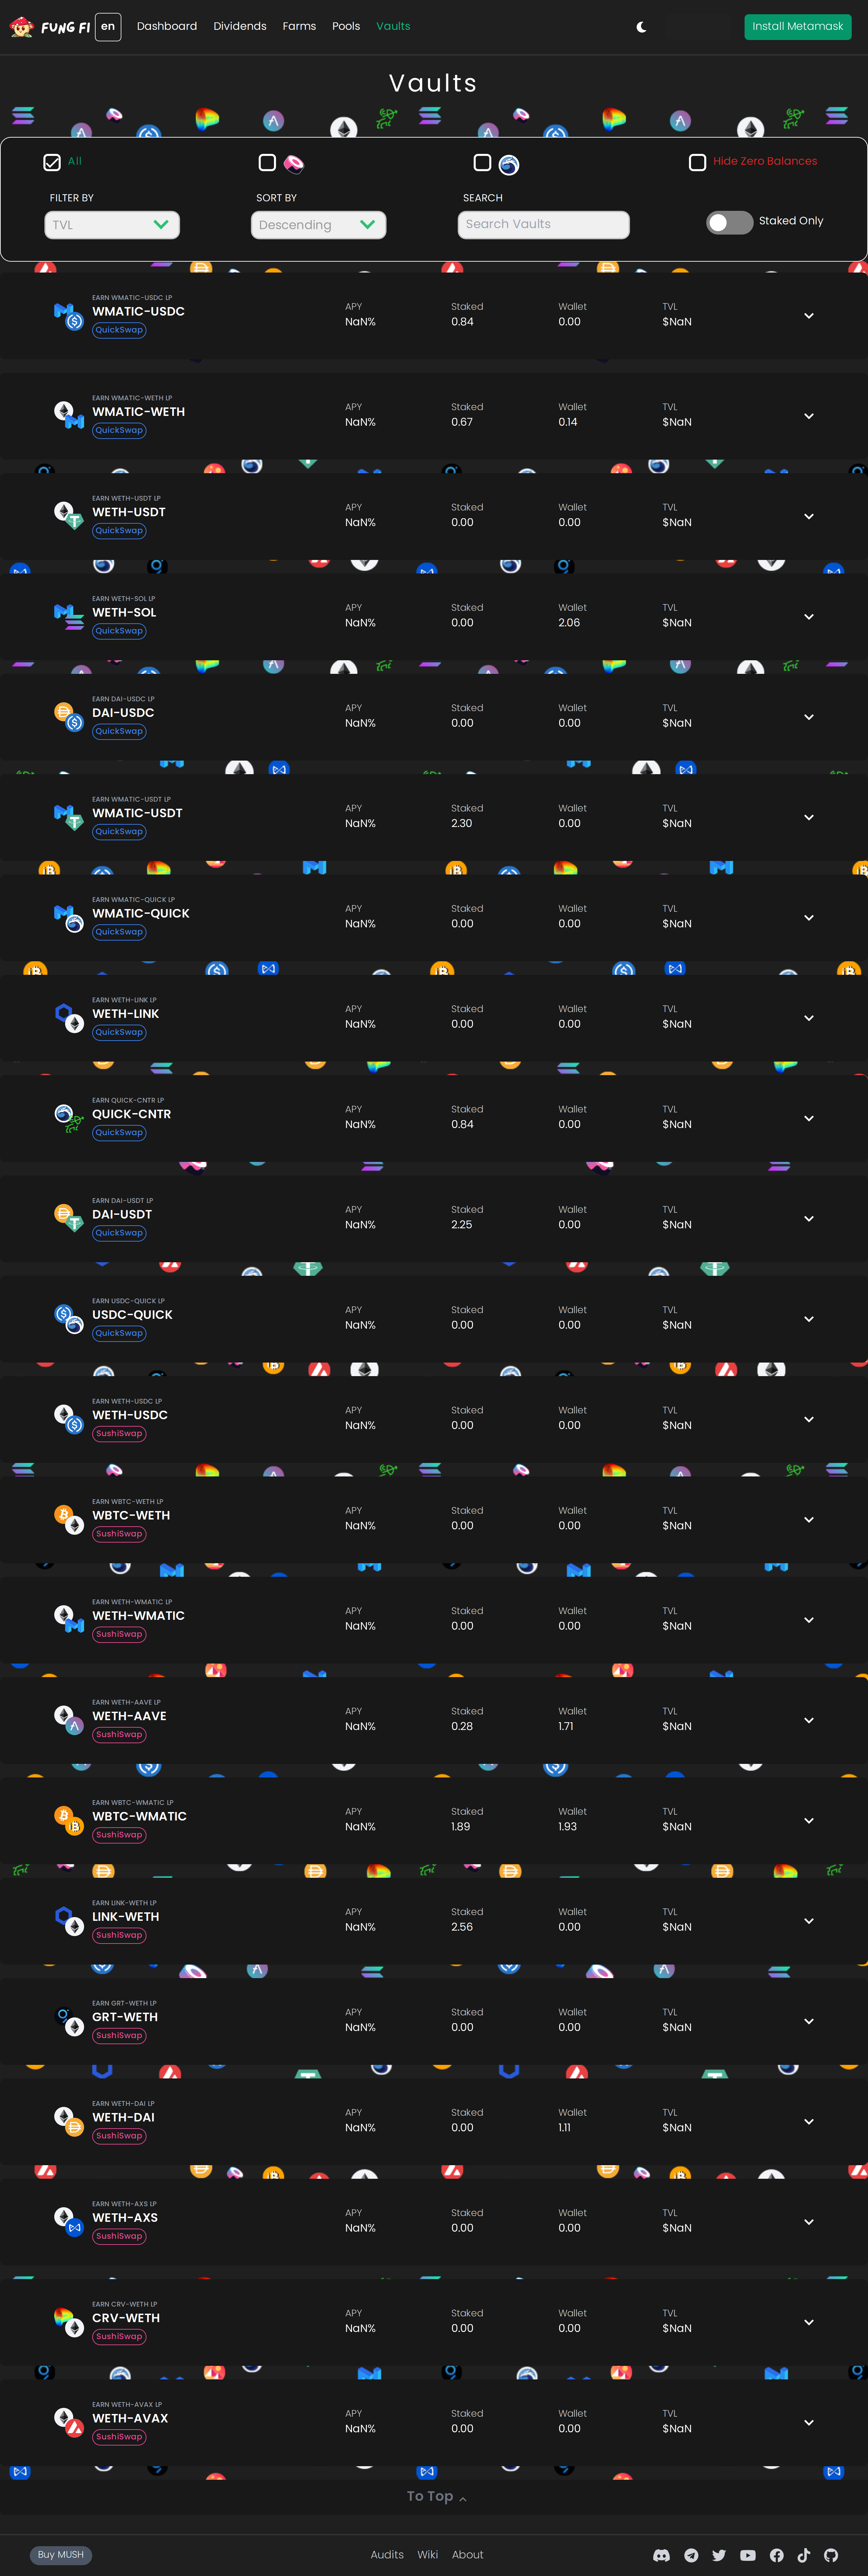 FUNG FI en Dashboard Dividends Farms Pools Vaults Install Metamask
Vaults
All Hide Zero Balances
FILTER BY SORT BY SEARCH
TVL Descending Search Vaults Staked Only
EARN WMATIC-USDC LP
WMATIC-USDC
QuickSwap
APY Staked Wallet TVL
NaN% 0.84 0.00 $NaN
EARN WMATIC-WETH LP
WMATIC-WETH
QuickSwap
APY Staked Wallet TVL
NaN% 0.67 0.14 $NaN
EARN WETH-USDT LP
WETH-USDT
QuickSwap
APY Staked Wallet TVL
NaN% 0.00 0.00 $NaN
EARN WETH-SOL LP
WETH-SOL
QuickSwap
APY Staked Wallet TVL
NaN% 0.00 2.06 $NaN
EARN DAI-USDC LP
DAI-USDC
QuickSwap
APY Staked Wallet TVL
NaN% 0.00 0.00 $NaN
EARN WMATIC-USDT LP
WMATIC-USDT
QuickSwap
APY Staked Wallet TVL
NaN% 2.30 0.00 $NaN
EARN WMATIC-QUICK LP
WMATIC-QUICK
QuickSwap
APY Staked Wallet TVL
NaN% 0.00 0.00 $NaN
EARN WETH-LINK LP
WETH-LINK
QuickSwap
APY Staked Wallet TVL
NaN% 0.00 0.00 $NaN
EARN QUICK-CNTR LP
QUICK-CNTR
QuickSwap
APY Staked Wallet TVL
NaN% 0.84 0.00 $NaN
EARN DAI-USDT LP
DAI-USDT
QuickSwap
APY Staked Wallet TVL
NaN% 2.25 0.00 $NaN
EARN USDC-QUICK LP
USDC-QUICK
QuickSwap
APY Staked Wallet TVL
NaN% 0.00 0.00 $NaN
EARN WETH-USDC LP
WETH-USDC
SushiSwap
APY Staked Wallet TVL
NaN% 0.00 0.00 $NaN
EARN WBTC-WETH LP
WBTC-WETH
SushiSwap
APY Staked Wallet TVL
NaN% 0.00 0.00 $NaN
EARN WETH-WMATIC LP
WETH-WMATIC
SushiSwap
APY Staked Wallet TVL
NaN% 0.00 0.00 $NaN
EARN WETH-AAVE LP
WETH-AAVE
SushiSwap
APY Staked Wallet TVL
NaN% 0.28 1.71 $NaN
EARN WBTC-WMATIC LP
WBTC-WMATIC
SushiSwap
APY Staked Wallet TVL
NaN% 1.89 1.93 $NaN
EARN LINK-WETH LP
LINK-WETH
SushiSwap
APY Staked Wallet TVL
NaN% 2.56 0.00 $NaN
EARN GRT-WETH LP
GRT-WETH
SushiSwap
APY Staked Wallet TVL
NaN% 0.00 0.00 $NaN
EARN WETH-DAI LP
WETH-DAI
SushiSwap
APY Staked Wallet TVL
NaN% 0.00 1.11 $NaN
EARN WETH-AXS LP
WETH-AXS
SushiSwap
APY Staked Wallet TVL
NaN% 0.00 0.00 $NaN
EARN CRV-WETH LP
CRV-WETH
SushiSwap
APY Staked Wallet TVL
NaN% 0.00 0.00 $NaN
EARN WETH-AVAX LP
WETH-AVAX
SushiSwap
APY Staked Wallet TVL
NaN% 0.00 0.00 $NaN
To Top
Buy MUSH Audits Wiki About